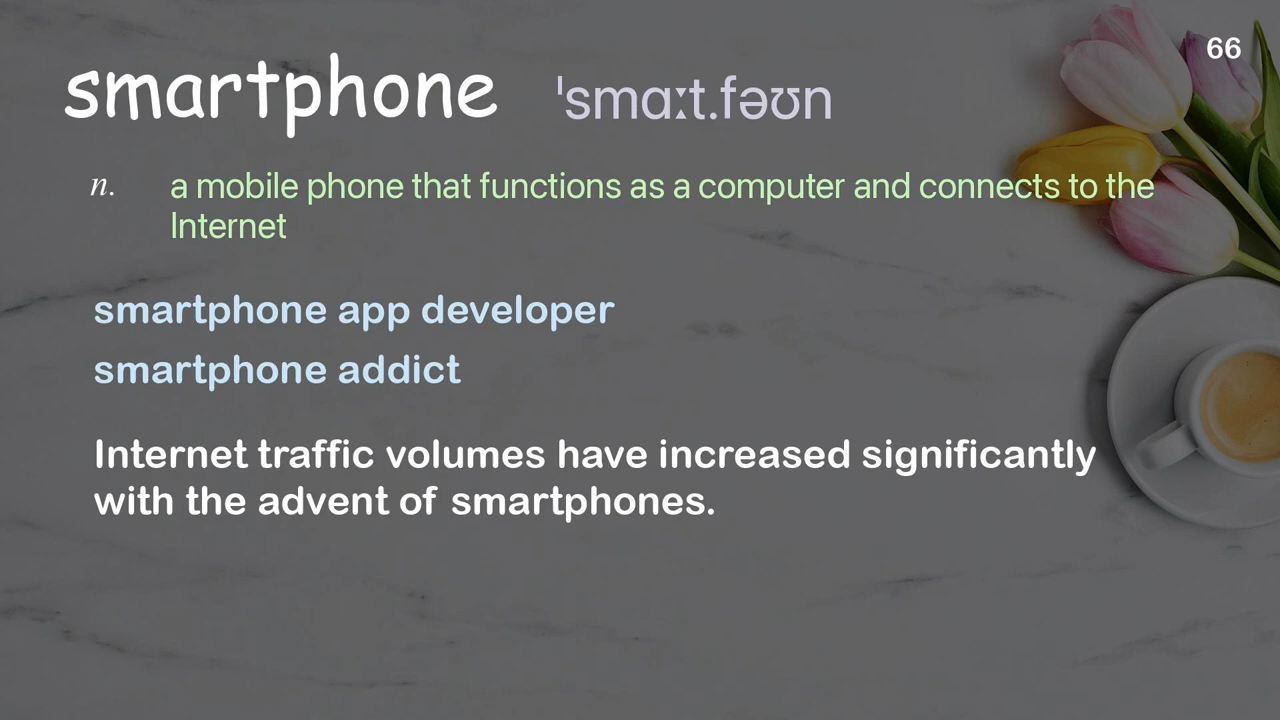 66
smartphone ˈsmɑːt.fəʊn
n. a mobile phone that functions as a computer and connects to the
Internet
smartphone app developer
smartphone addict
Internet traffic volumes have increased significantly
with the advent of smartphones.